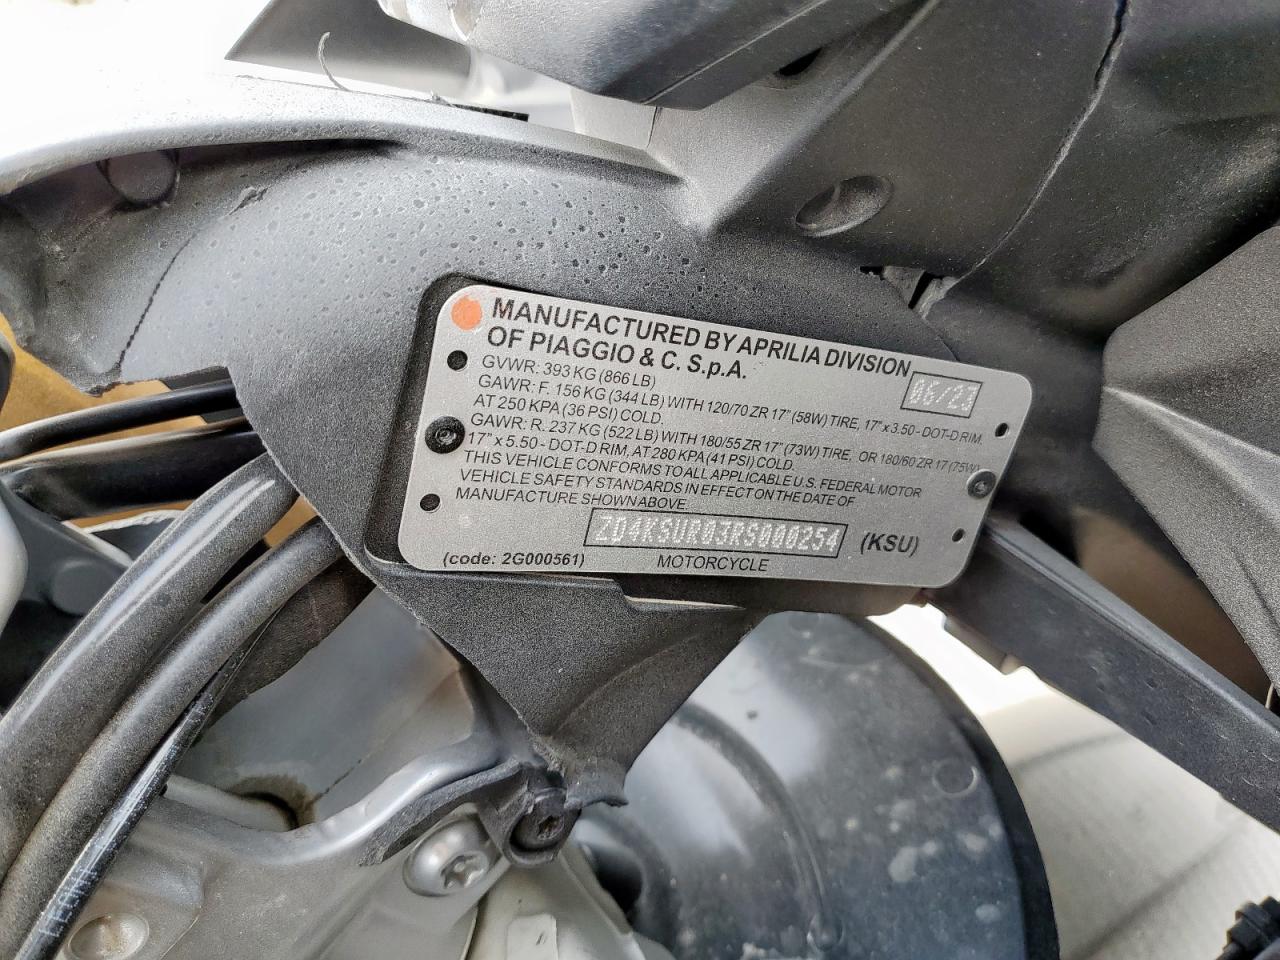 MANUFACTURED BY APRILIA DIVISION
OF PIAGGIO & C. S.p.A.
06/23
GVWR: 393 KG (866 LB)
GAWR: F. 156 KG (344 LB) WITH 120/70 ZR 17" (58W) TIRE, 17" x 3.50 - DOT-D RIM,
AT 250 KPA (36 PSI) COLD.
GAWR: R. 237 KG (522 LB) WITH 180/55 ZR 17" (73W) TIRE, OR 180/60 ZR 17 (75W)
17" x 5.50 - DOT-D RIM, AT 280 KPA (41 PSI) COLD.
THIS VEHICLE CONFORMS TO ALL APPLICABLE U.S. FEDERAL MOTOR
VEHICLE SAFETY STANDARDS IN EFFECT ON THE DATE OF
MANUFACTURE SHOWN ABOVE.
ZD4KSUR03RS000254 (KSU)
(code: 2G000561) MOTORCYCLE